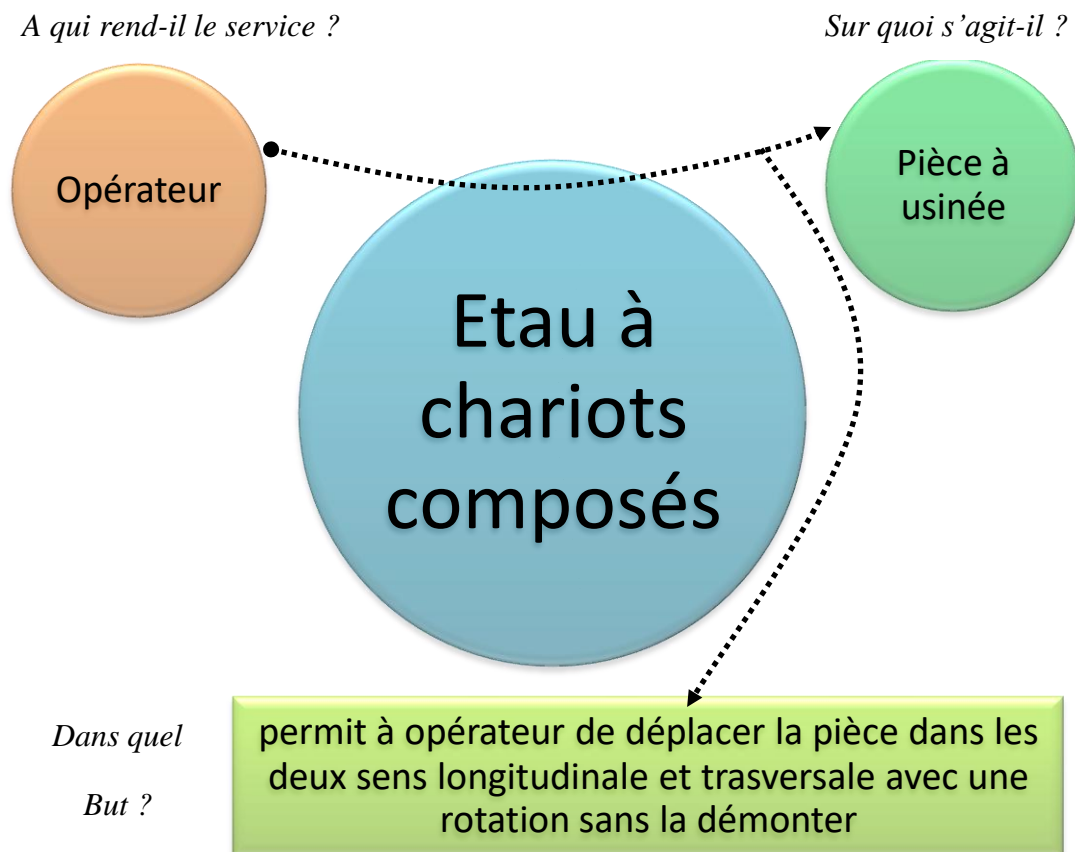 A qui rend-il le service ?
Sur quoi s’agit-il ?
Opérateur
Pièce à
usinée
Etau à
chariots
composés
Dans quel
But ?
permit à opérateur de déplacer la pièce dans les
deux sens longitudinale et trasversale avec une
rotation sans la démonter